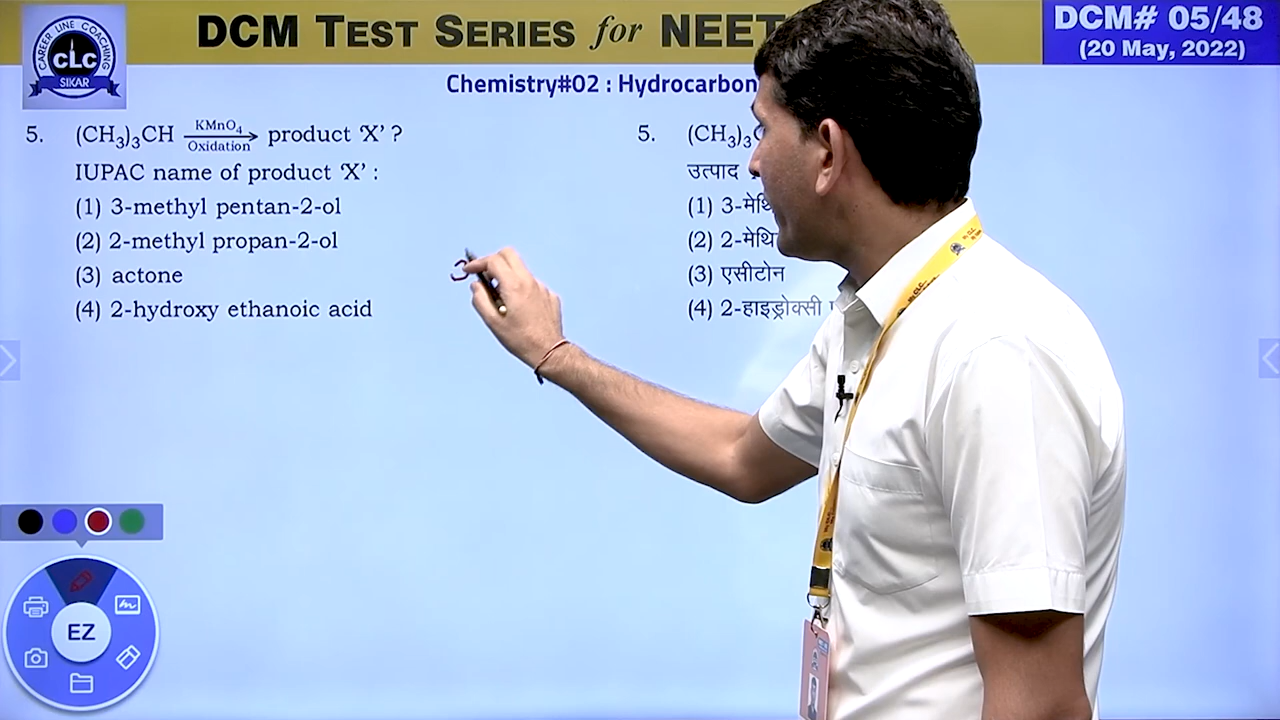 DCM TEST SERIES for NEET
DCM# 05/48
(20 May, 2022)
CAREER LINE COACHING
CLC
SIKAR
Chemistry#02 : Hydrocarbon
5. (CH₃)₃CH KMnO₄ Oxidation product ‘X’ ?
IUPAC name of product ‘X’ :
(1) 3-methyl pentan-2-ol
(2) 2-methyl propan-2-ol
(3) actone
(4) 2-hydroxy ethanoic acid
5. (CH₃)₃
उत्पाद
(1) 3-मेथि
(2) 2-मेथि
(3) एसीटोन
(4) 2-हाइड्रोक्सी
EZ